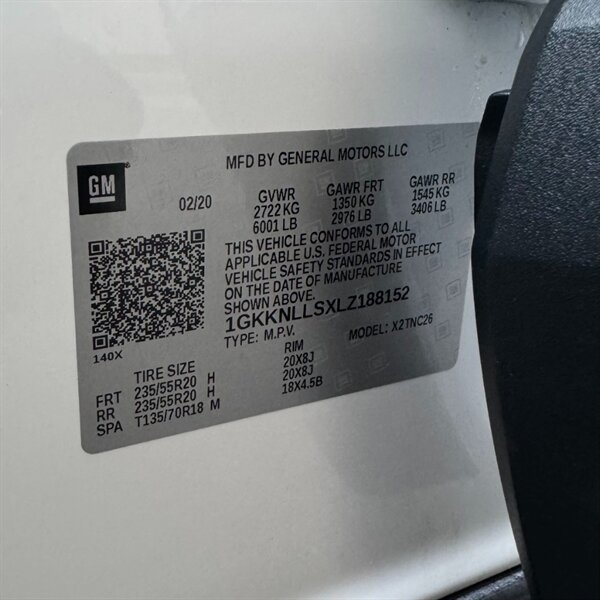 GM
MFD BY GENERAL MOTORS LLC
02/20
GVWR
2722 KG
6001 LB
GAWR FRT
1350 KG
2976 LB
GAWR RR
1545 KG
3406 LB
THIS VEHICLE CONFORMS TO ALL
APPLICABLE U.S. FEDERAL MOTOR
VEHICLE SAFETY STANDARDS IN EFFECT
ON THE DATE OF MANUFACTURE
SHOWN ABOVE.
1GKKNLLSXLZ188152
TYPE: M.P.V. MODEL: X2TNC26
140X
TIRE SIZE RIM
FRT 235/55R20 H 20X8J
RR 235/55R20 H 20X8J
SPA T135/70R18 M 18X4.5B